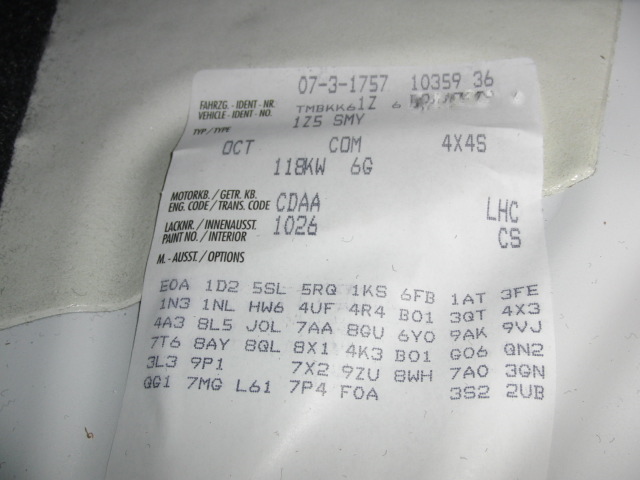 07-3-1757 10359 36
FAHRZG. - IDENT - NR. TMBKK61Z 6
VEHICLE - IDENT - NO.
TYP / TYPE 1Z5 5MY
OCT COM 4X4S
118KW 6G
MOTORKB. / GETR. KB. CDAA LHC
ENG. CODE / TRANS. CODE
LACKNR. / INNENAUSST. 1026 CS
PAINT NO. / INTERIOR
M. - AUSST. / OPTIONS
E0A 1D2 5SL 5RQ 1KS 6FB 1AT 3FE
1N3 1NL HW6 4UF 4R4 B01 3QT 4X3
4A3 8L5 J0L 7AA 8GU 6Y0 9AK 9VJ
7T6 8AY 8QL 8X1 4K3 B01 G06 QN2
3L3 9P1 7X2 9ZU 8WH 7A0 3GN
QG1 7MG L61 7P4 F0A 3S2 2UB